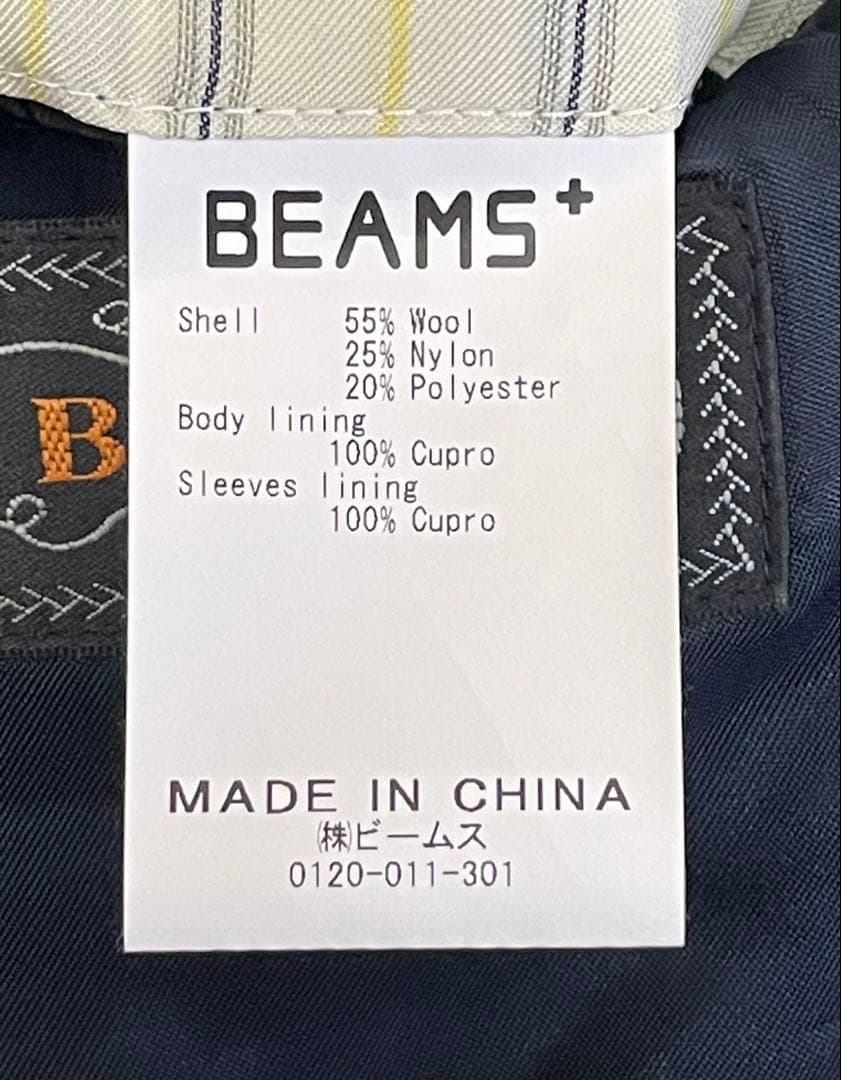 BEAMS+
Shell 55% Wool
25% Nylon
20% Polyester
Body lining
100% Cupro
Sleeves lining
100% Cupro
MADE IN CHINA
㈱ビームス
0120-011-301
B